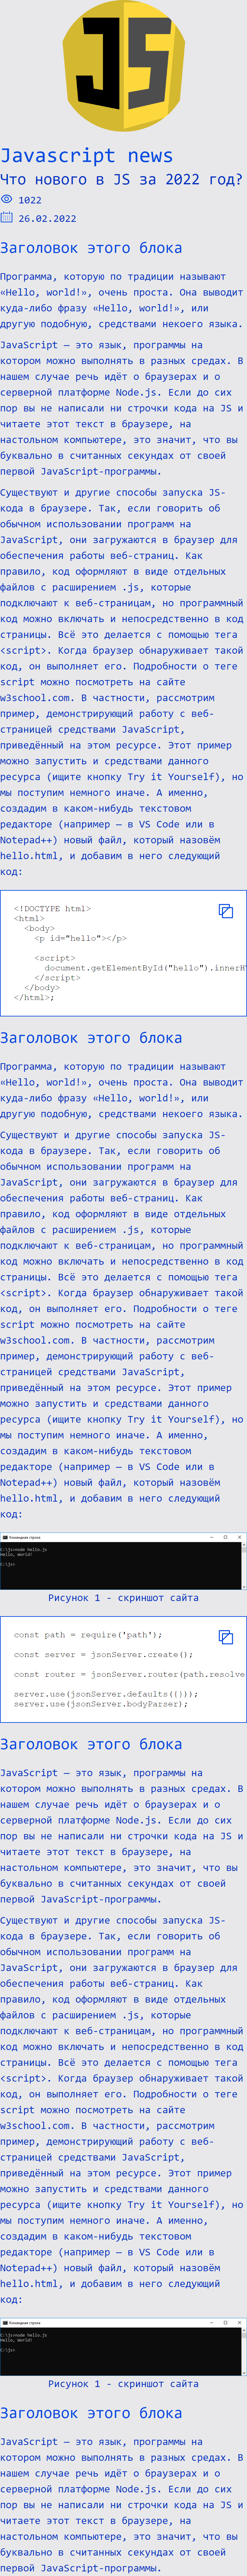 JS
Javascript news
Что нового в JS за 2022 год?
1022
26.02.2022
Заголовок этого блока
Программа, которую по традиции называют
«Hello, world!», очень проста. Она выводит
куда-либо фразу «Hello, world!», или
другую подобную, средствами некоего языка.
JavaScript — это язык, программы на
котором можно выполнять в разных средах. В
нашем случае речь идёт о браузерах и о
серверной платформе Node.js. Если до сих
пор вы не написали ни строчки кода на JS и
читаете этот текст в браузере, на
настольном компьютере, это значит, что вы
буквально в считанных секундах от своей
первой JavaScript-программы.
Существуют и другие способы запуска JS-
кода в браузере. Так, если говорить об
обычном использовании программ на
JavaScript, они загружаются в браузер для
обеспечения работы веб-страниц. Как
правило, код оформляют в виде отдельных
файлов с расширением .js, которые
подключают к веб-страницам, но программный
код можно включать и непосредственно в код
страницы. Всё это делается с помощью тега
<script>. Когда браузер обнаруживает такой
код, он выполняет его. Подробности о теге
script можно посмотреть на сайте
w3school.com. В частности, рассмотрим
пример, демонстрирующий работу с веб-
страницей средствами JavaScript,
приведённый на этом ресурсе. Этот пример
можно запустить и средствами данного
ресурса (ищите кнопку Try it Yourself), но
мы поступим немного иначе. А именно,
создадим в каком-нибудь текстовом
редакторе (например — в VS Code или в
Notepad++) новый файл, который назовём
hello.html, и добавим в него следующий
код:
<!DOCTYPE html>
<html>
<body>
<p id="hello"></p>
<script>
document.getElementById("hello").innerH
</script>
</body>
</html>;
Заголовок этого блока
Программа, которую по традиции называют
«Hello, world!», очень проста. Она выводит
куда-либо фразу «Hello, world!», или
другую подобную, средствами некоего языка.
Существуют и другие способы запуска JS-
кода в браузере. Так, если говорить об
обычном использовании программ на
JavaScript, они загружаются в браузер для
обеспечения работы веб-страниц. Как
правило, код оформляют в виде отдельных
файлов с расширением .js, которые
подключают к веб-страницам, но программный
код можно включать и непосредственно в код
страницы. Всё это делается с помощью тега
<script>. Когда браузер обнаруживает такой
код, он выполняет его. Подробности о теге
script можно посмотреть на сайте
w3school.com. В частности, рассмотрим
пример, демонстрирующий работу с веб-
страницей средствами JavaScript,
приведённый на этом ресурсе. Этот пример
можно запустить и средствами данного
ресурса (ищите кнопку Try it Yourself), но
мы поступим немного иначе. А именно,
создадим в каком-нибудь текстовом
редакторе (например — в VS Code или в
Notepad++) новый файл, который назовём
hello.html, и добавим в него следующий
код:
Командная строка
C:\js>node hello.js
Hello, World!
C:\js>
Рисунок 1 - скриншот сайта
const path = require('path');
const server = jsonServer.create();
const router = jsonServer.router(path.resolve
server.use(jsonServer.defaults({}));
server.use(jsonServer.bodyParser);
Заголовок этого блока
JavaScript — это язык, программы на
котором можно выполнять в разных средах. В
нашем случае речь идёт о браузерах и о
серверной платформе Node.js. Если до сих
пор вы не написали ни строчки кода на JS и
читаете этот текст в браузере, на
настольном компьютере, это значит, что вы
буквально в считанных секундах от своей
первой JavaScript-программы.
Существуют и другие способы запуска JS-
кода в браузере. Так, если говорить об
обычном использовании программ на
JavaScript, они загружаются в браузер для
обеспечения работы веб-страниц. Как
правило, код оформляют в виде отдельных
файлов с расширением .js, которые
подключают к веб-страницам, но программный
код можно включать и непосредственно в код
страницы. Всё это делается с помощью тега
<script>. Когда браузер обнаруживает такой
код, он выполняет его. Подробности о теге
script можно посмотреть на сайте
w3school.com. В частности, рассмотрим
пример, демонстрирующий работу с веб-
страницей средствами JavaScript,
приведённый на этом ресурсе. Этот пример
можно запустить и средствами данного
ресурса (ищите кнопку Try it Yourself), но
мы поступим немного иначе. А именно,
создадим в каком-нибудь текстовом
редакторе (например — в VS Code или в
Notepad++) новый файл, который назовём
hello.html, и добавим в него следующий
код:
Командная строка
C:\js>node hello.js
Hello, World!
C:\js>
Рисунок 1 - скриншот сайта
Заголовок этого блока
JavaScript — это язык, программы на
котором можно выполнять в разных средах. В
нашем случае речь идёт о браузерах и о
серверной платформе Node.js. Если до сих
пор вы не написали ни строчки кода на JS и
читаете этот текст в браузере, на
настольном компьютере, это значит, что вы
буквально в считанных секундах от своей
первой JavaScript-программы.